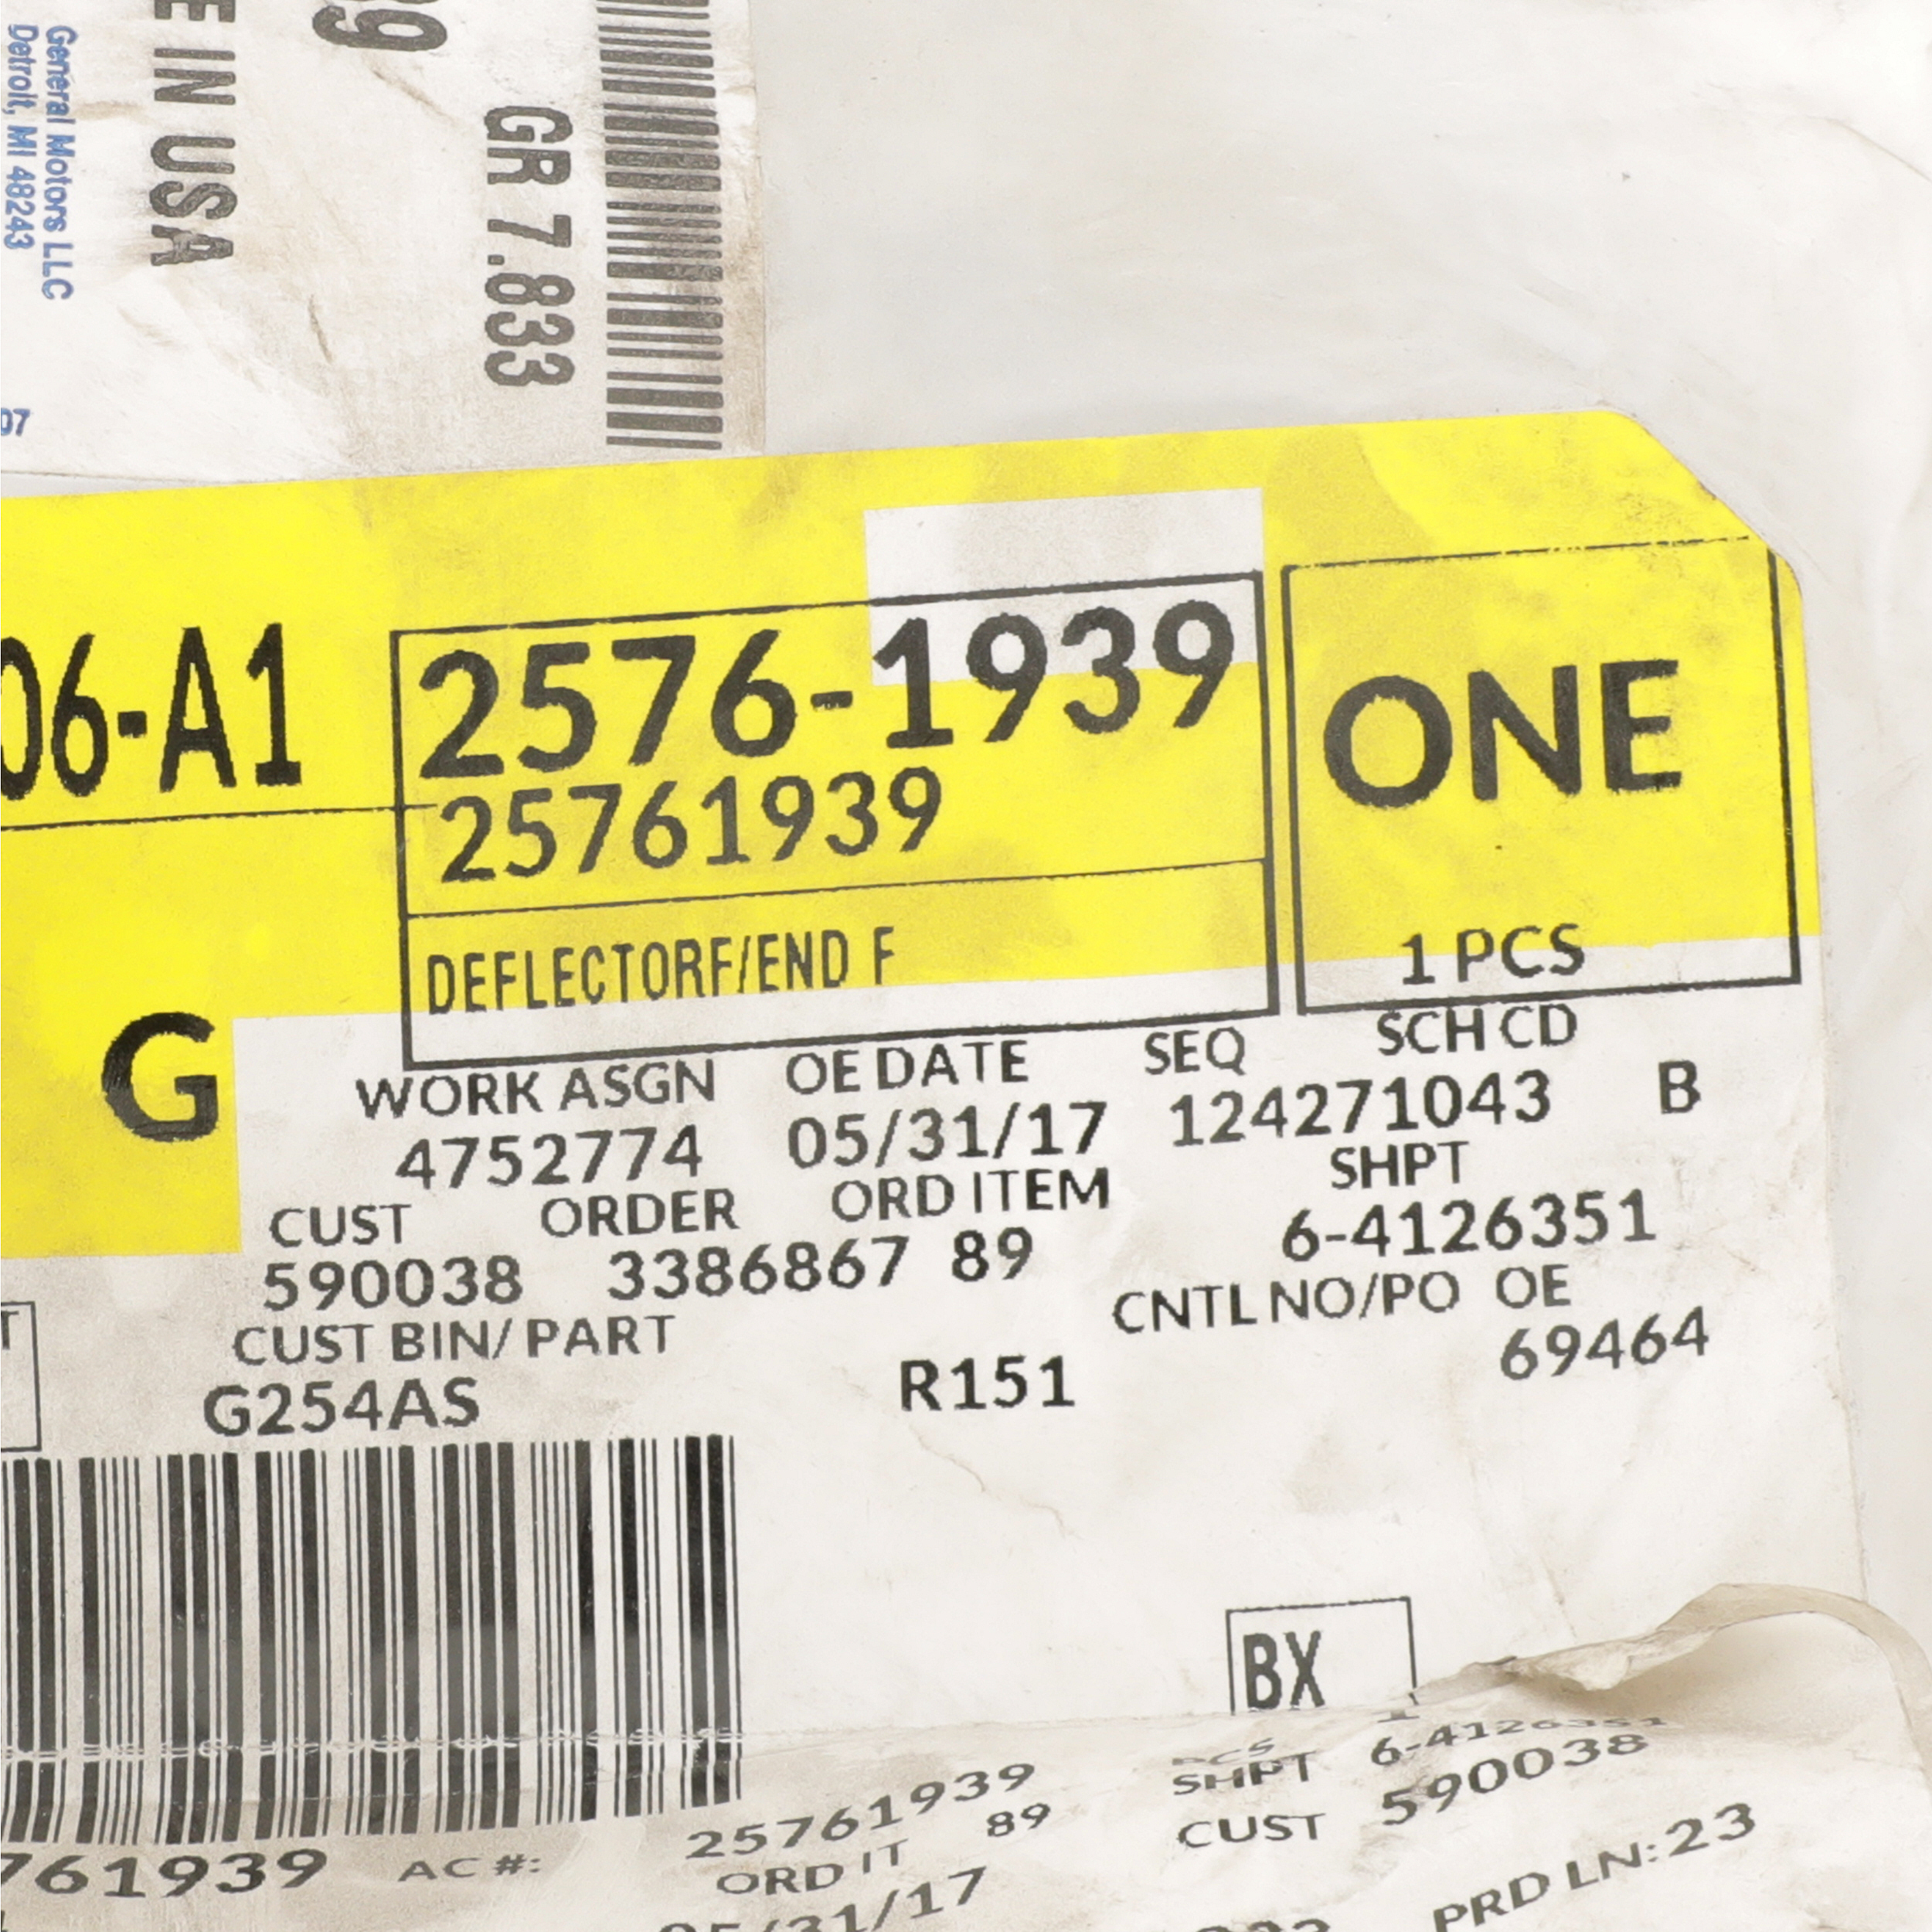 General Motors LLC
Detroit, MI 48243
07
E IN USA
39
GR 7.833
06-A1
2576-1939
25761939
DEFLECTORF/END F
ONE
1 PCS
G
WORK ASGN OE DATE SEQ SCH CD
4752774 05/31/17 124271043 B
CUST ORDER ORD ITEM SHPT
590038 3386867 89 6-4126351
CUST BIN/PART CNTL NO/PO OE
G254AS R151 69464
T
BX
1
PCS
25761939 SHPT 6-4126351
ORD IT 89 CUST 590038
761939 AC #:
05/31/17 PRD LN: 23